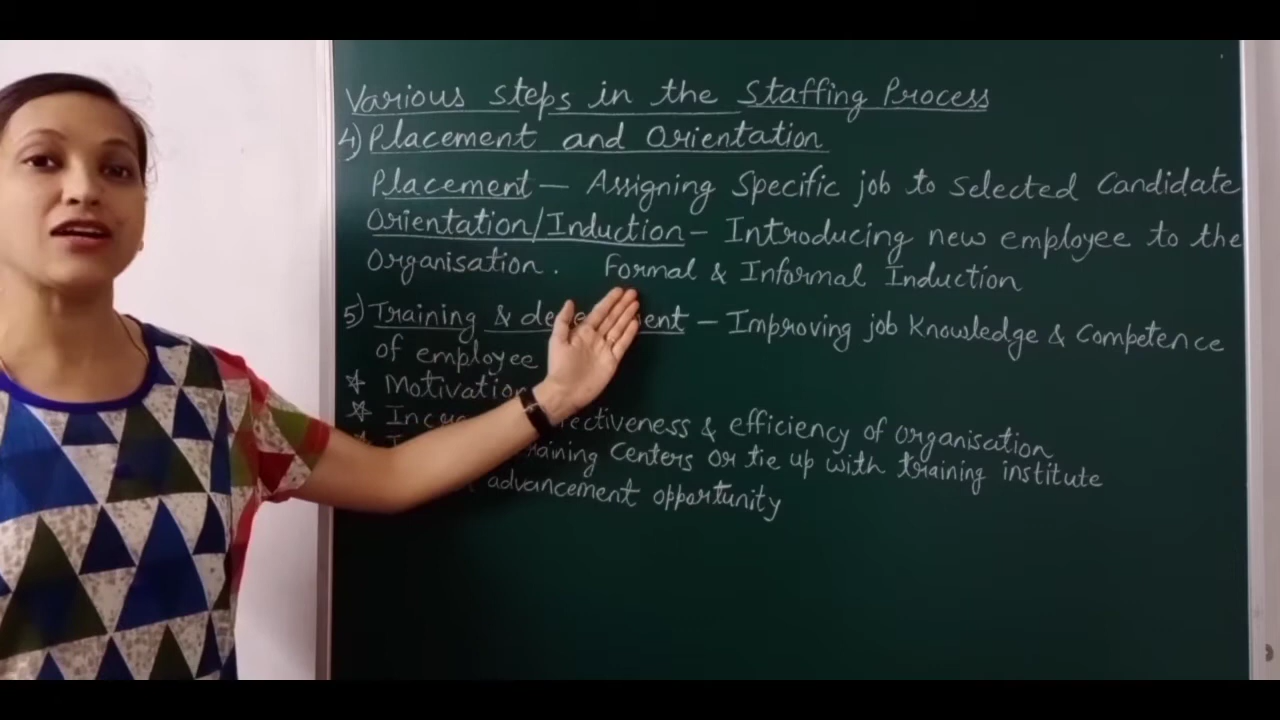 Various steps in the Staffing Process
4) Placement and Orientation
Placement — Assigning Specific job to Selected Candidate
Orientation/Induction — Introducing new employee to the
Organisation. Formal & Informal Induction
5) Training & — Improving job Knowledge & Competence
of employee
☆ Motivation
☆ & efficiency of organisation
Centers or tie up with training institute
advancement opportunity